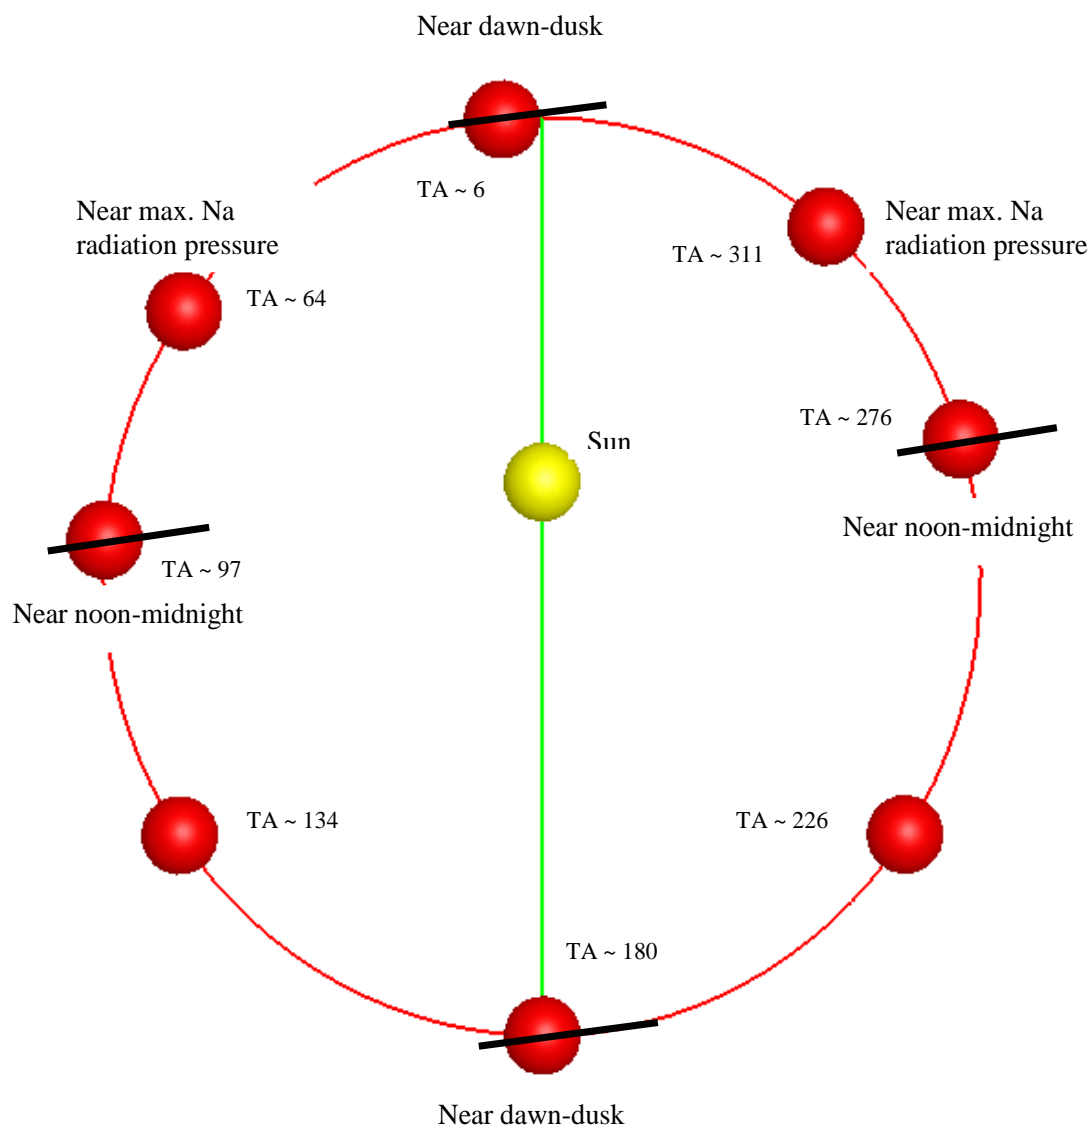 Near dawn-dusk
TA ~ 6
Near max. Na
radiation pressure
TA ~ 64
Near max. Na
radiation pressure
TA ~ 311
TA ~ 276
Sun
Near noon-midnight
TA ~ 97
Near noon-midnight
TA ~ 134
TA ~ 226
TA ~ 180
Near dawn-dusk